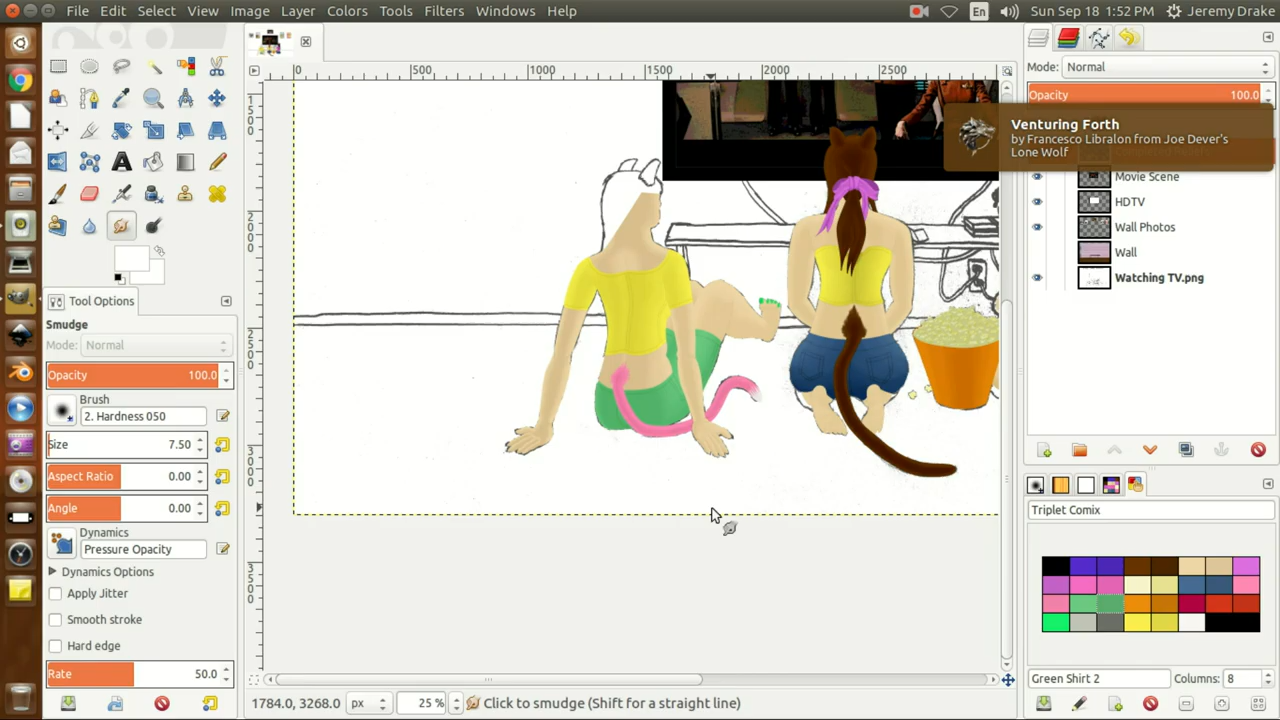 File Edit Select View Image Layer Colors Tools Filters Windows Help
En Sun Sep 18 1:52 PM Jeremy Drake
Mode: Normal
Opacity 100.0
Venturing Forth
by Francesco Libralon from Joe Dever's
Lone Wolf
Movie Scene
HDTV
Wall Photos
Wall
Watching TV.png
0 500 1000 1500 2000 2500
1500
2000
2500
3000
3500
Tool Options
Smudge
Mode: Normal
Opacity 100.0
Brush
2. Hardness 050
Size 7.50
Aspect Ratio 0.00
Angle 0.00
Dynamics
Pressure Opacity
Dynamics Options
Apply Jitter
Smooth stroke
Hard edge
Rate 50.0
Triplet Comix
Green Shirt 2 Columns: 8
1784.0, 3268.0 px 25 % Click to smudge (Shift for a straight line)